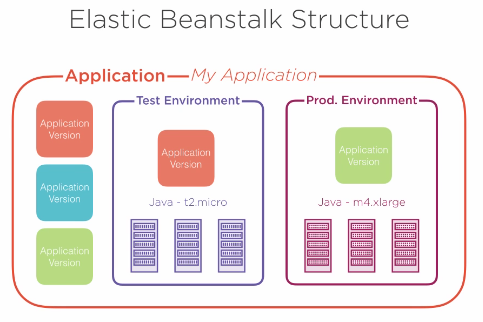 Elastic Beanstalk Structure
Application — My Application
Application
Version
Application
Version
Application
Version
Test Environment
Application
Version
Java - t2.micro
Prod. Environment
Application
Version
Java - m4.xlarge